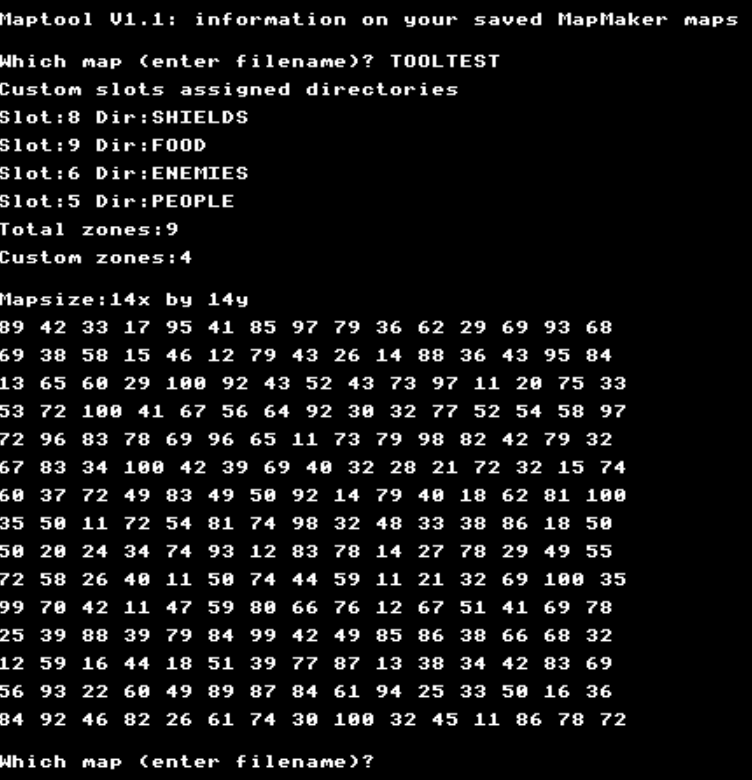 Maptool V1.1: information on your saved MapMaker maps
Which map (enter filename)? TOOLTEST
Custom slots assigned directories
Slot:8 Dir:SHIELDS
Slot:9 Dir:FOOD
Slot:6 Dir:ENEMIES
Slot:5 Dir:PEOPLE
Total zones:9
Custom zones:4
Mapsize:14x by 14y
89 42 33 17 95 41 85 97 79 36 62 29 69 93 68
69 38 58 15 46 12 79 43 26 14 88 36 43 95 84
13 65 60 29 100 92 43 52 43 73 97 11 20 75 33
53 72 100 41 67 56 64 92 30 32 77 52 54 58 97
72 96 83 78 69 96 65 11 73 79 98 82 42 79 32
67 83 34 100 42 39 69 40 32 28 21 72 32 15 74
60 37 72 49 83 49 50 92 14 79 40 18 62 81 100
35 50 11 72 54 81 74 98 32 48 33 38 86 18 50
50 20 24 34 74 93 12 83 78 14 27 78 29 49 55
72 58 26 40 11 50 74 44 59 11 21 32 69 100 35
99 70 42 11 47 59 80 66 76 12 67 51 41 69 78
25 39 88 39 79 84 99 42 49 85 86 38 66 68 32
12 59 16 44 18 51 39 77 87 13 38 34 42 83 69
56 93 22 60 49 89 87 84 61 94 25 33 50 16 36
84 92 46 82 26 61 74 30 100 32 45 11 86 78 72
Which map (enter filename)?